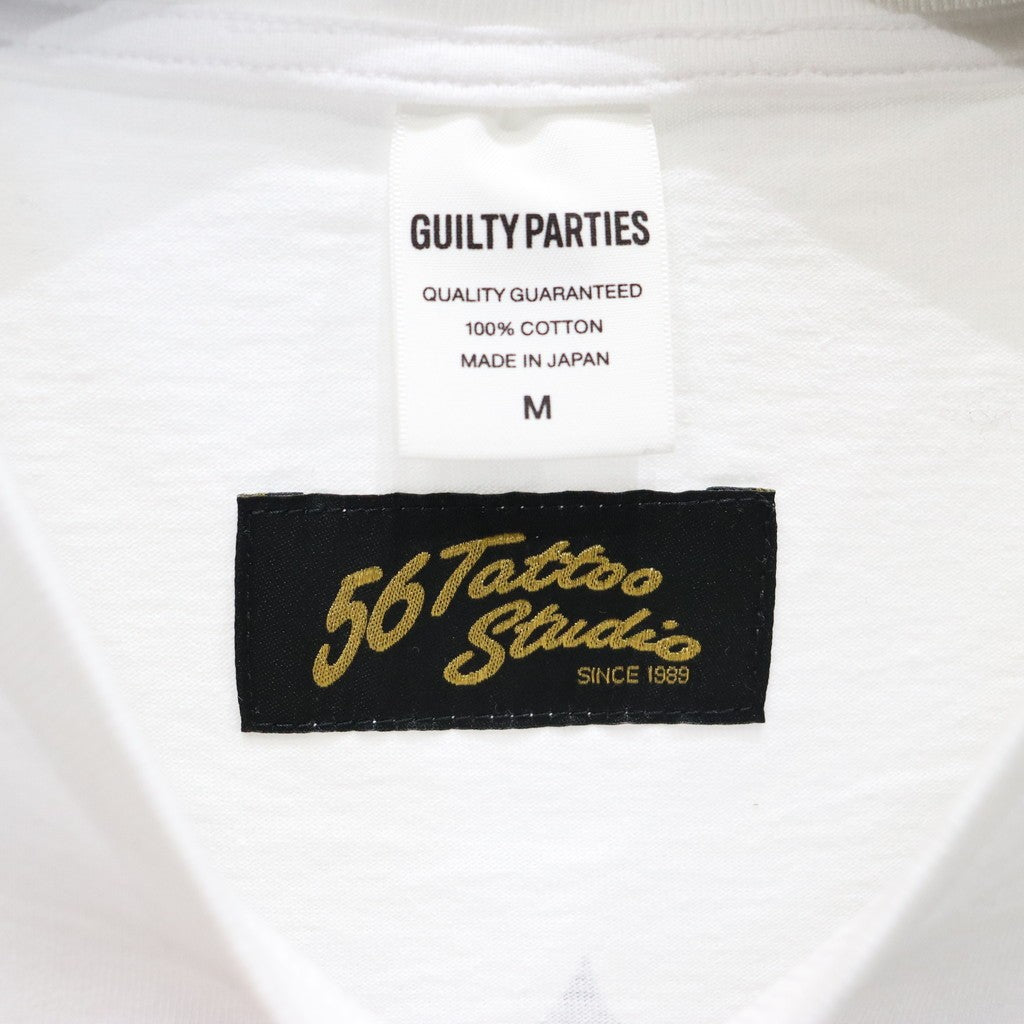 GUILTY PARTIES
QUALITY GUARANTEED
100% COTTON
MADE IN JAPAN
M
56 Tattoo
Studio
SINCE 1989